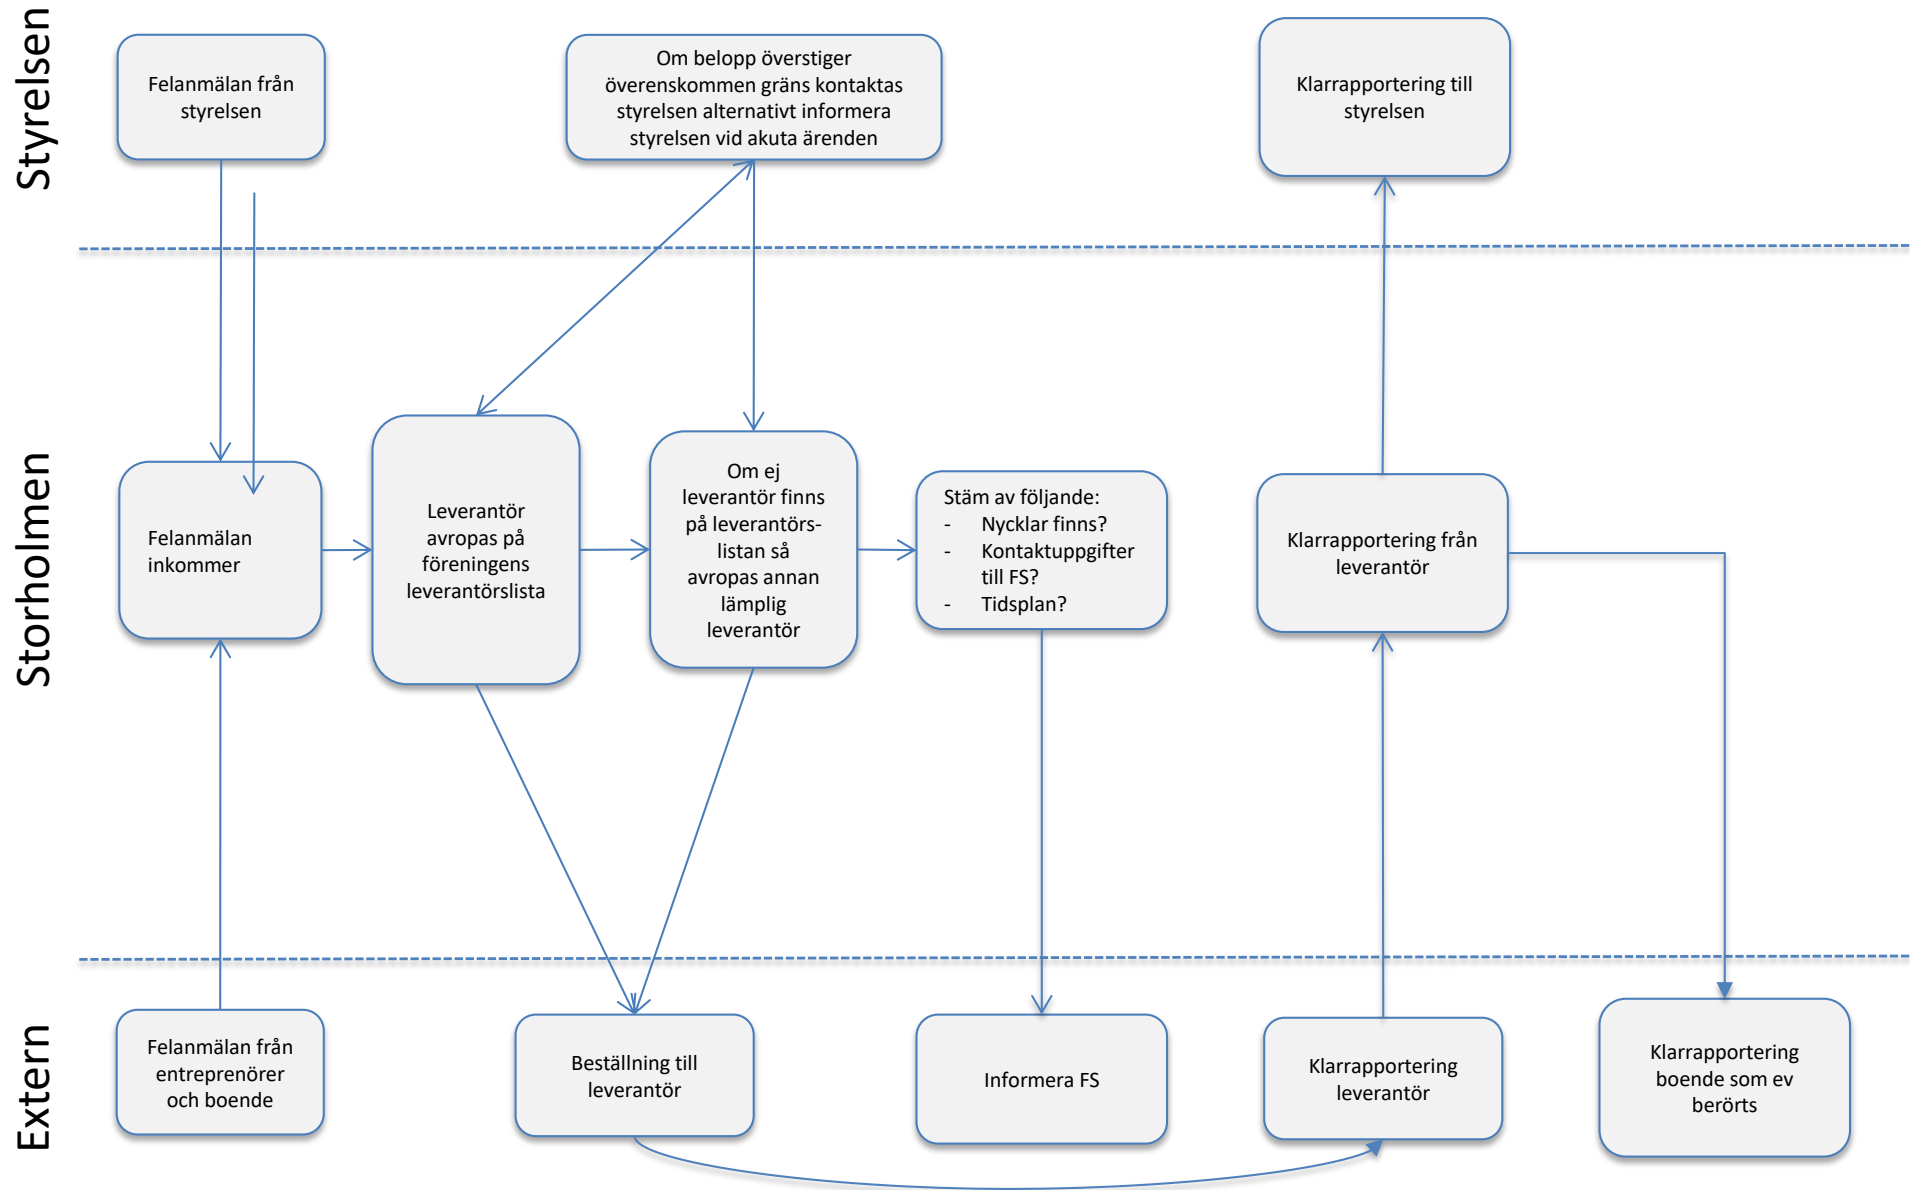 Styrelsen
Felanmälan från
styrelsen
Om belopp överstiger
överenskommen gräns kontaktas
styrelsen alternativt informera
styrelsen vid akuta ärenden
Klarrapportering till
styrelsen
Storholmen
Felanmälan
inkommer
Leverantör
avropas på
föreningens
leverantörslista
Om ej
leverantör finns
på leverantörs-
listan så
avropas annan
lämplig
leverantör
Stäm av följande:
- Nycklar finns?
- Kontaktuppgifter
till FS?
- Tidsplan?
Klarrapportering från
leverantör
Extern
Felanmälan från
entreprenörer
och boende
Beställning till
leverantör
Informera FS
Klarrapportering
leverantör
Klarrapportering
boende som ev
berörts